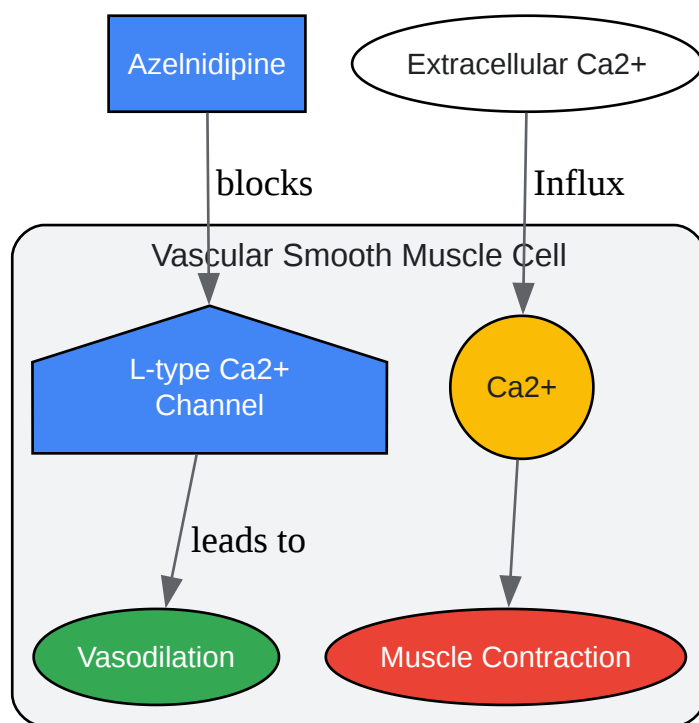 Azelnidipine
Extracellular Ca2+
blocks
Influx
Vascular Smooth Muscle Cell
L-type Ca2+
Channel
Ca2+
leads to
Vasodilation
Muscle Contraction